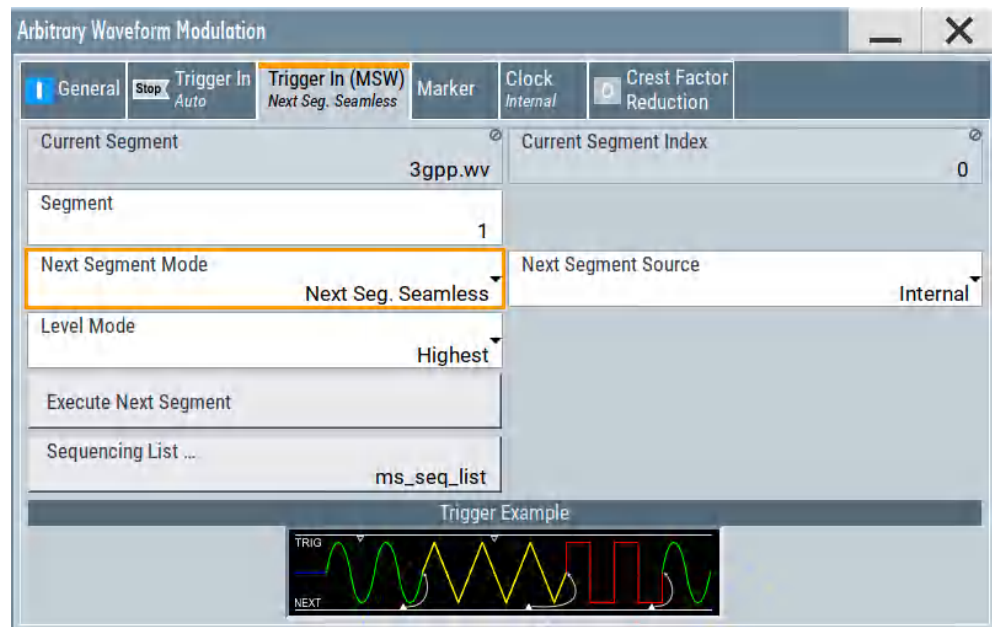 Arbitrary Waveform Modulation
General Stop Trigger In Auto Trigger In (MSW) Next Seg. Seamless Marker Clock Internal Crest Factor Reduction
Current Segment
3gpp.wv
Current Segment Index
0
Segment
1
Next Segment Mode
Next Seg. Seamless
Next Segment Source
Internal
Level Mode
Highest
Execute Next Segment
Sequencing List ...
ms_seq_list
Trigger Example
TRIG
NEXT